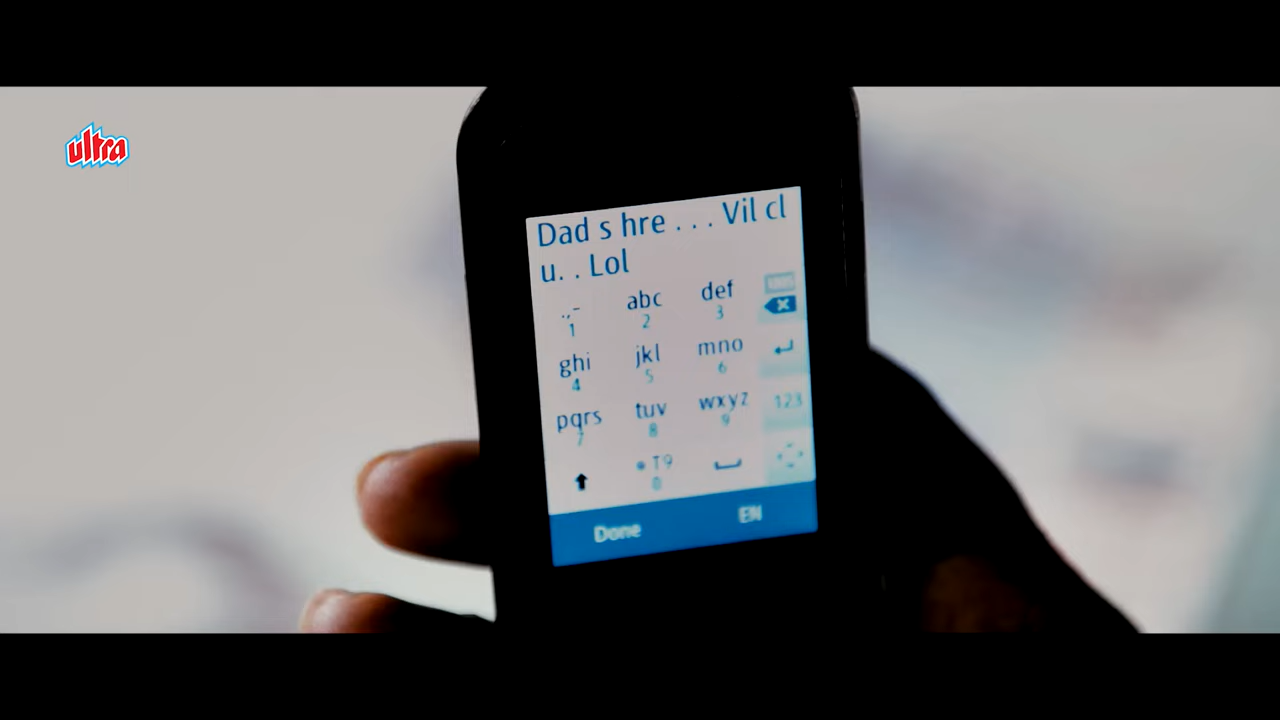 ultra
Dad s hre . . . Vil cl
u. . Lol
.,- abc def
1 2 3
ghi jkl mno
4 5 6
pqrs tuv wxyz 123
7 8 9
T9
0
Done EN